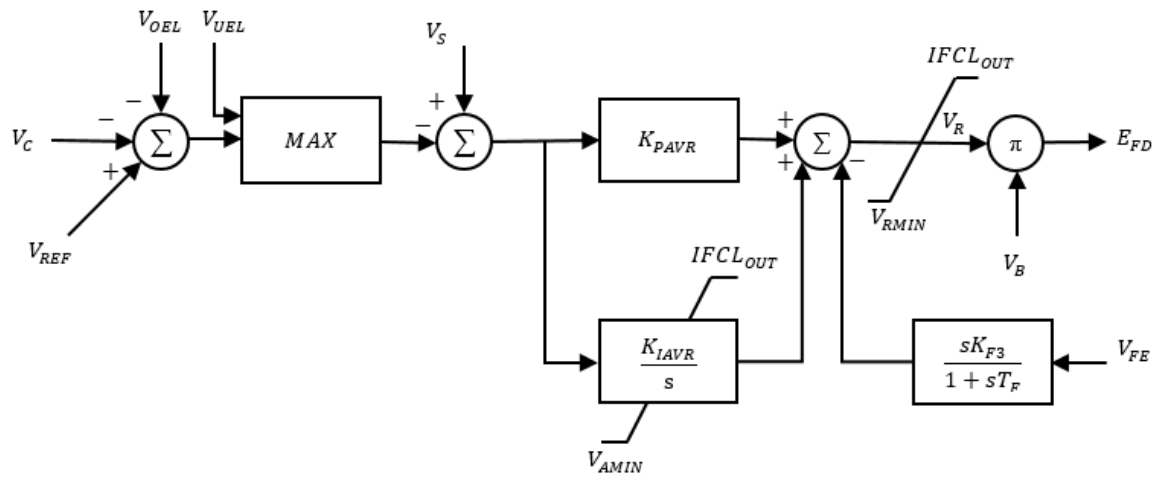 V_OEL
V_UEL
V_S
IFCL_OUT
− + +
V_C − Σ MAX − Σ K_PAVR Σ V_R π E_FD
+ + −
V_REF
V_RMIN
IFCL_OUT
V_B
K_IAVR
s
sK_F3
1 + sT_F
V_FE
V_AMIN